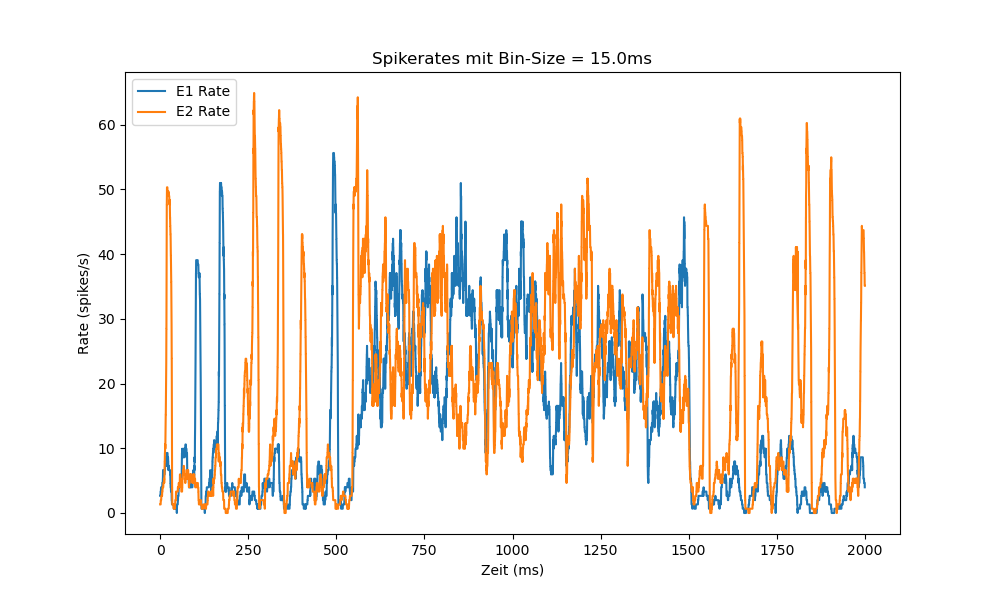 Spikerates mit Bin-Size = 15.0ms
E1 Rate
E2 Rate
60
50
40
30
20
10
0
Rate (spikes/s)
0 250 500 750 1000 1250 1500 1750 2000
Zeit (ms)